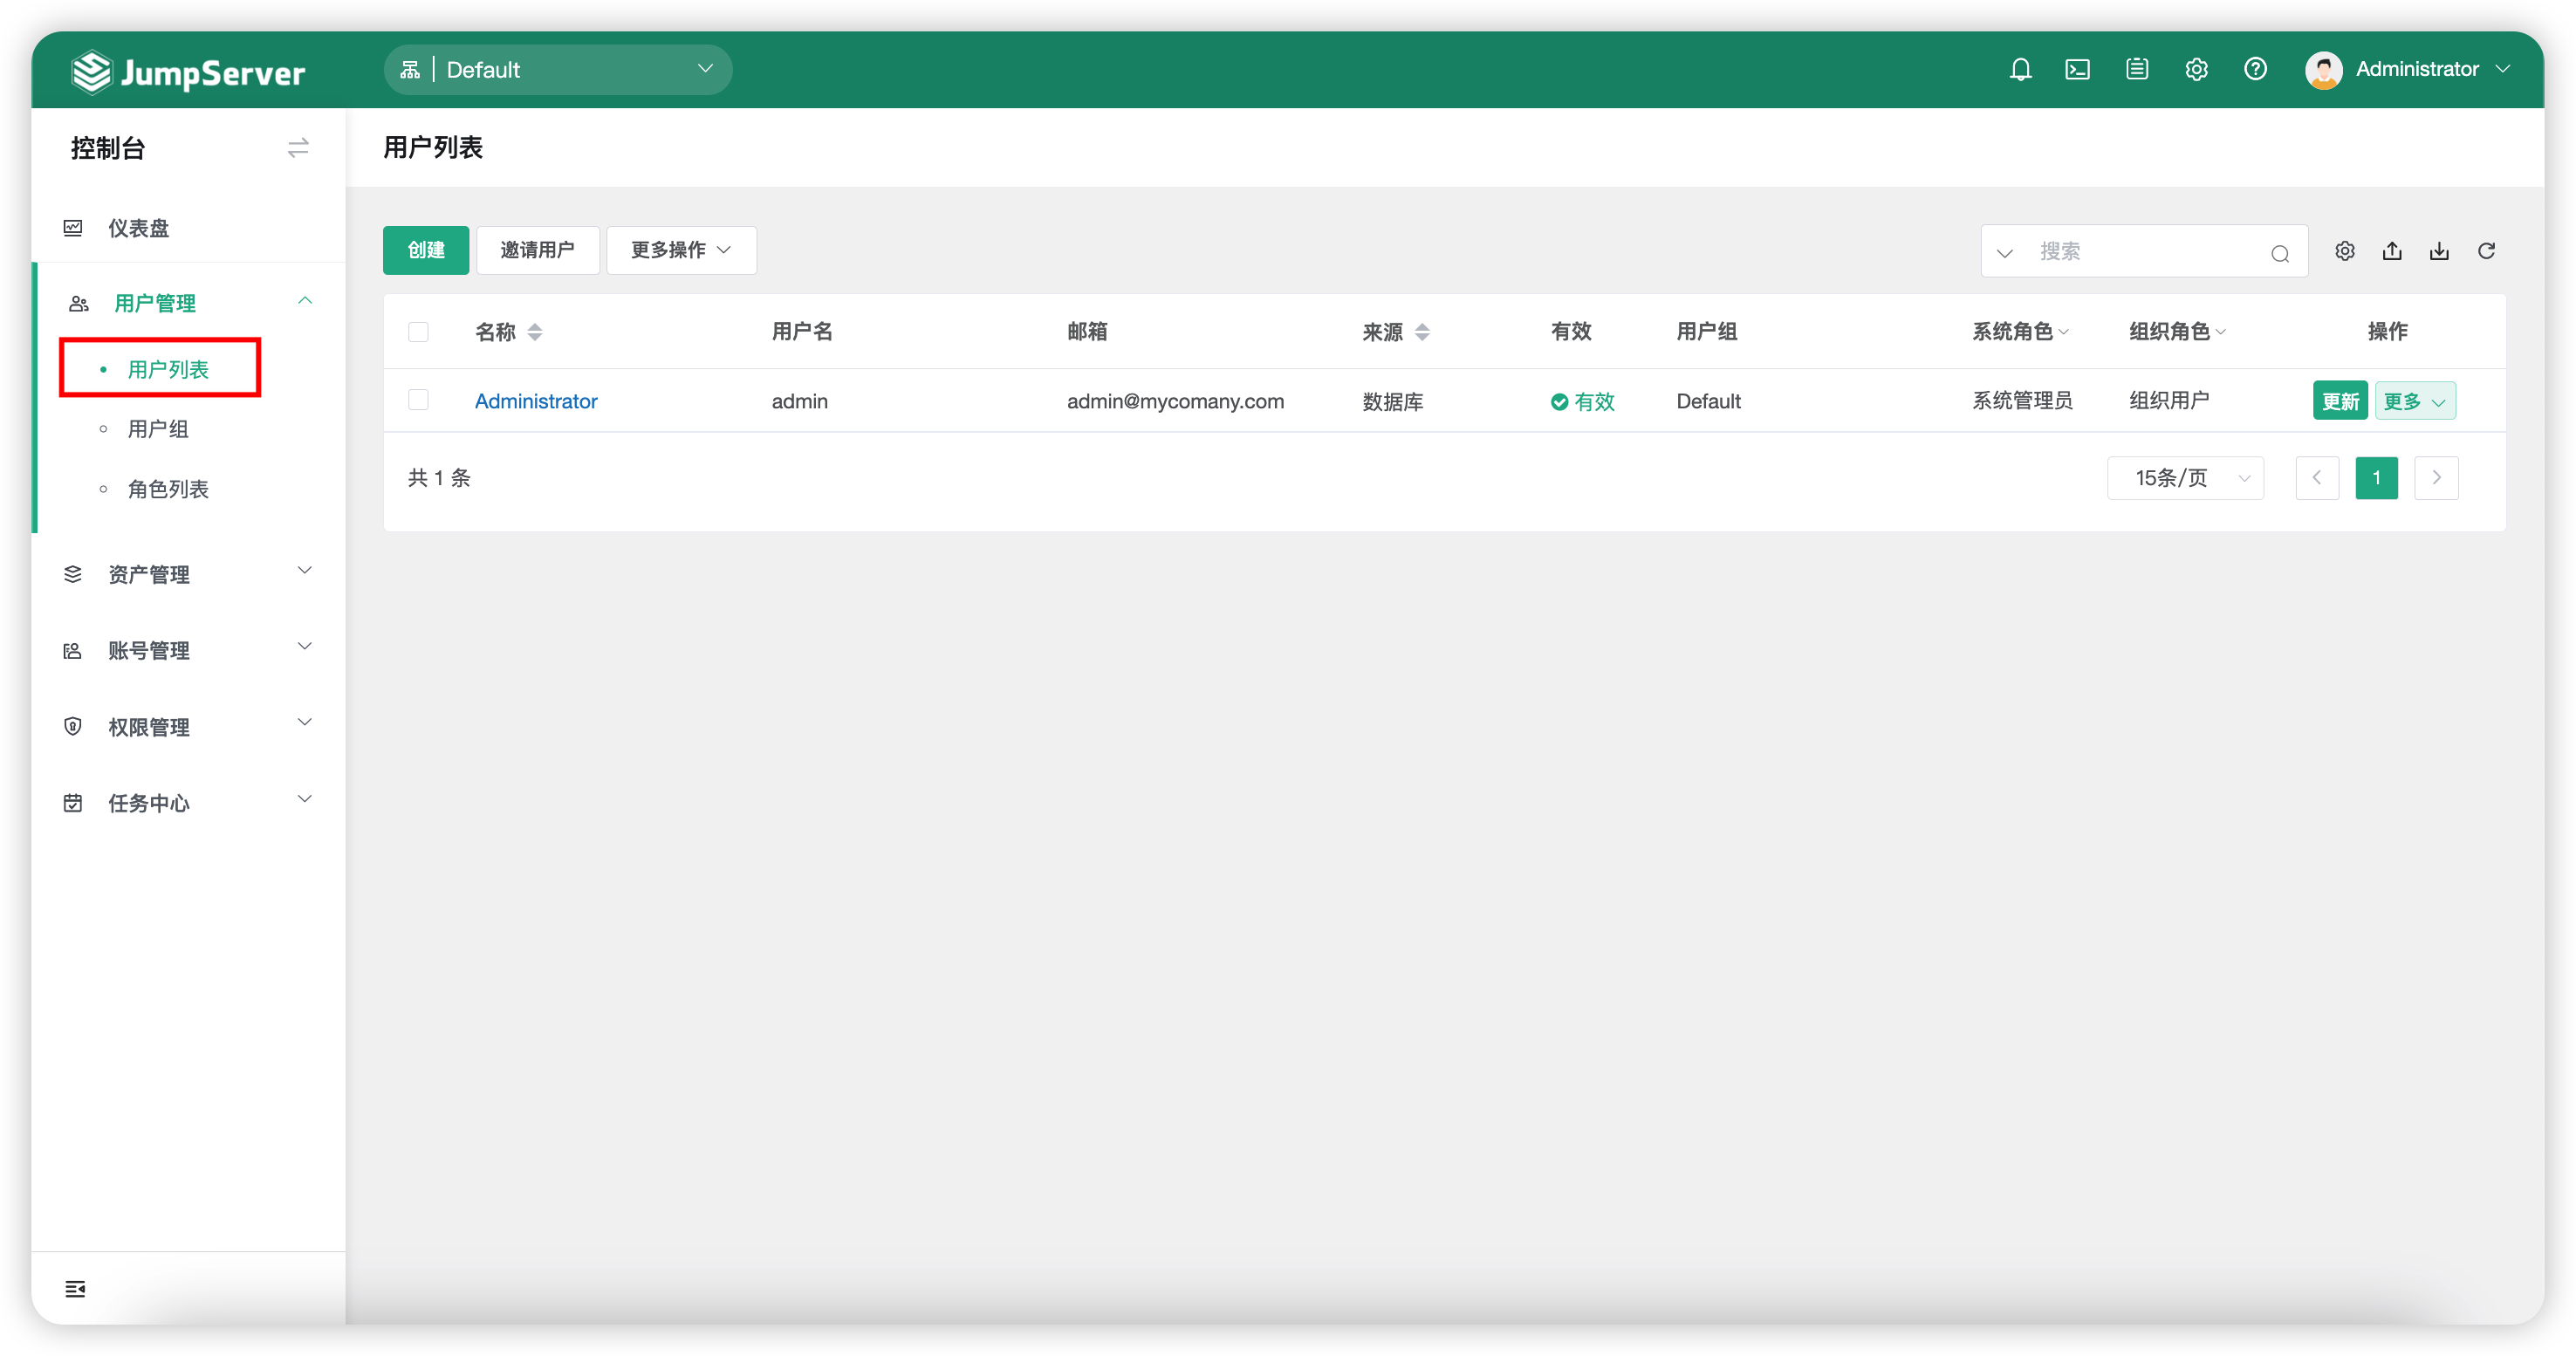 JumpServer
Default
Administrator
控制台
用户列表
仪表盘
用户管理
用户列表
用户组
角色列表
资产管理
账号管理
权限管理
任务中心
创建 邀请用户 更多操作
搜索
名称 用户名 邮箱 来源 有效 用户组 系统角色 组织角色 操作
Administrator admin admin@mycomany.com 数据库 有效 Default 系统管理员 组织用户 更新 更多
共 1 条
15条/页
1